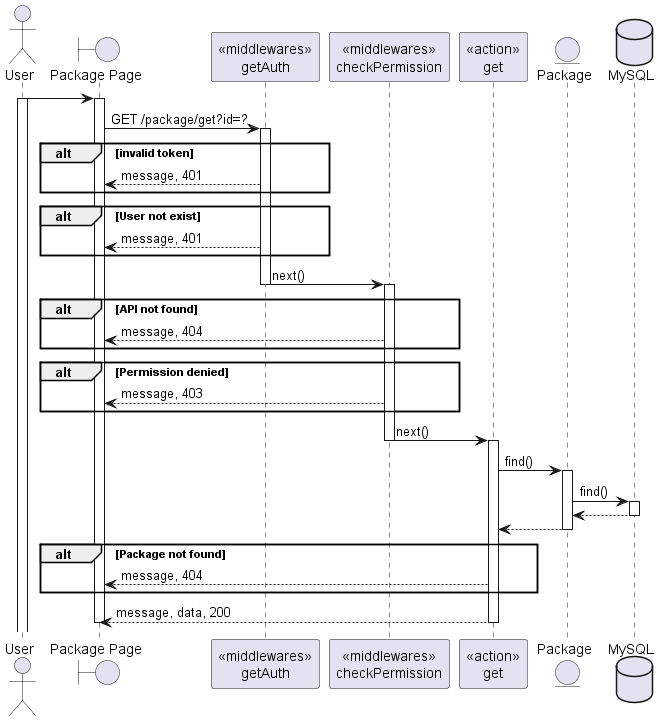 User
Package Page
«middlewares»
getAuth
«middlewares»
checkPermission
«action»
get
Package
MySQL
GET /package/get?id=?
alt [invalid token]
message, 401
alt [User not exist]
message, 401
next()
alt [API not found]
message, 404
alt [Permission denied]
message, 403
next()
find()
find()
alt [Package not found]
message, 404
message, data, 200
User
Package Page
«middlewares»
getAuth
«middlewares»
checkPermission
«action»
get
Package
MySQL